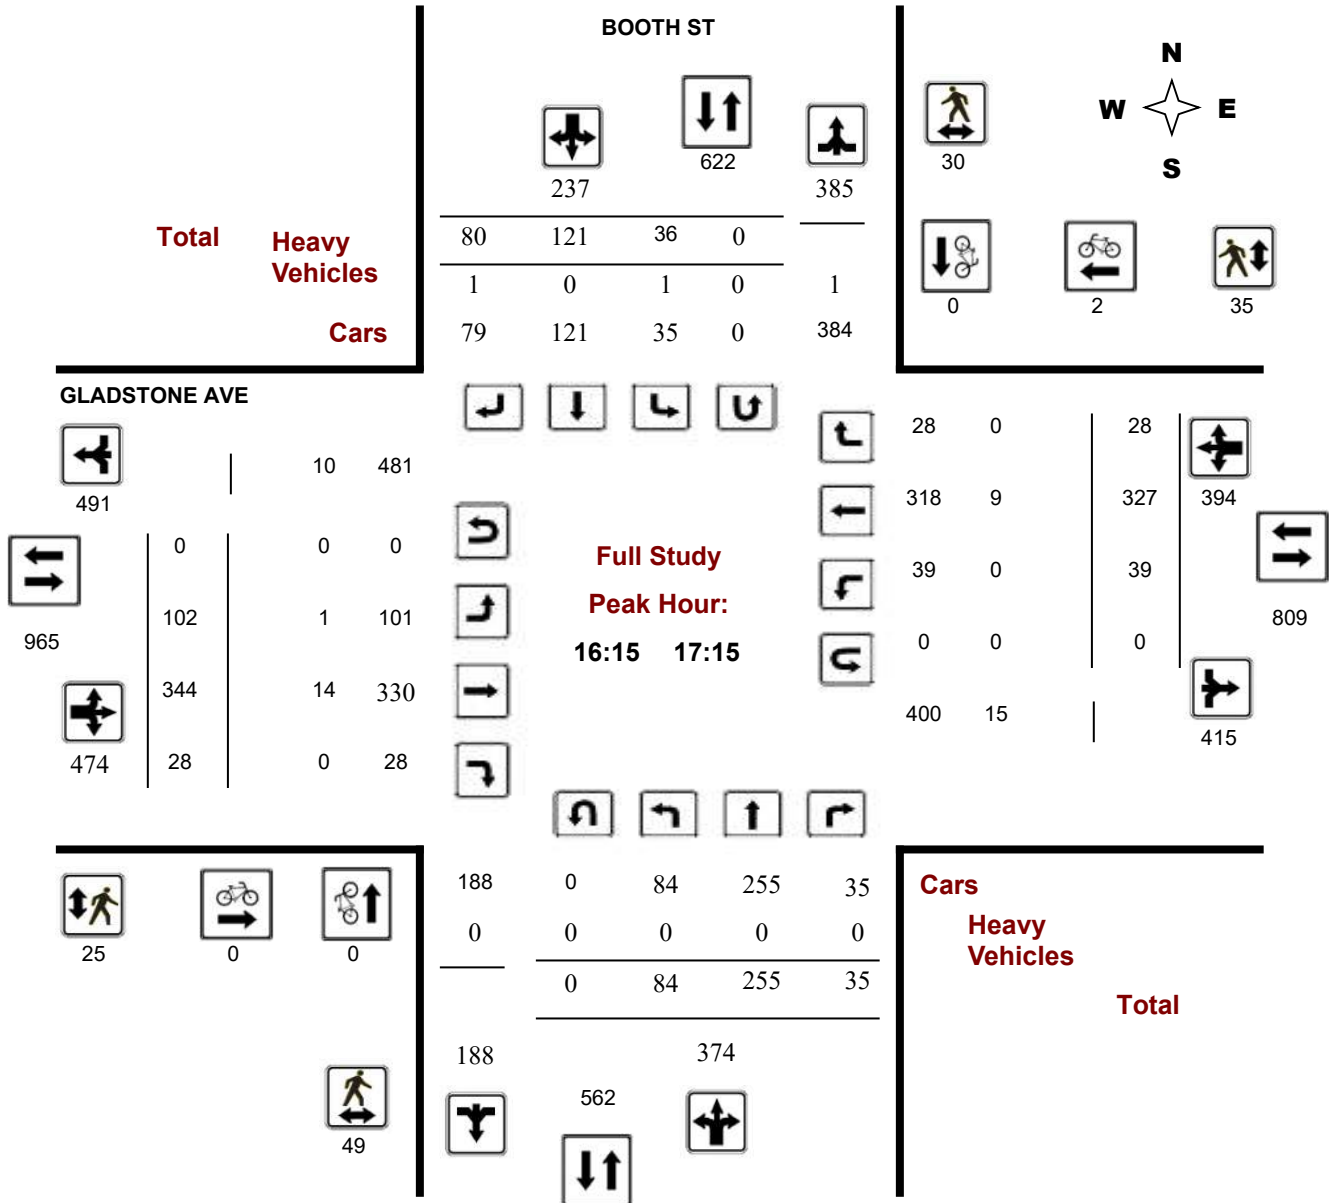 BOOTH ST
N
W E
S
622
30
237
385
Total
Heavy
Vehicles
80 121 36 0
1 0 1 0 1
0 2 35
Cars
79 121 35 0 384
GLADSTONE AVE
28 0 28
10 481
491
318 9 327 394
0 0 0
Full Study
39 0 39
Peak Hour:
102 1 101
809
965
16:15 17:15
0 0 0
344 14 330
400 15
415
474 28 0 28
188 0 84 255 35
Cars
0 0 0 0 0
Heavy
Vehicles
25 0 0
0 84 255 35
Total
188 374
562
49